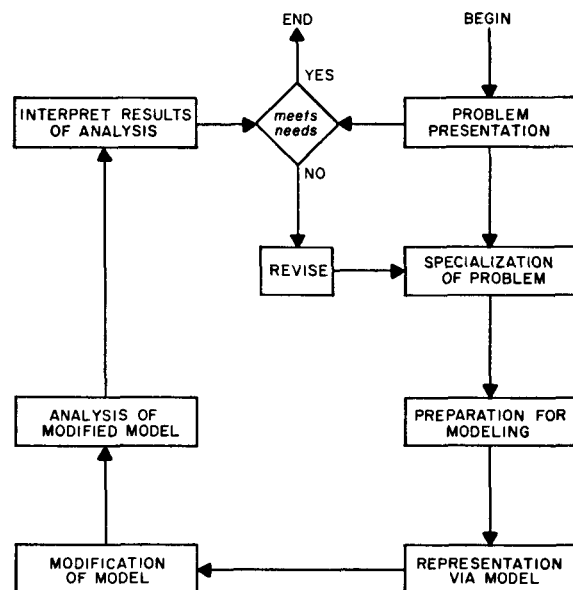 END
BEGIN
YES
INTERPRET RESULTS
OF ANALYSIS
meets
needs
PROBLEM
PRESENTATION
NO
REVISE
SPECIALIZATION
OF PROBLEM
ANALYSIS OF
MODIFIED MODEL
PREPARATION FOR
MODELING
MODIFICATION
OF MODEL
REPRESENTATION
VIA MODEL